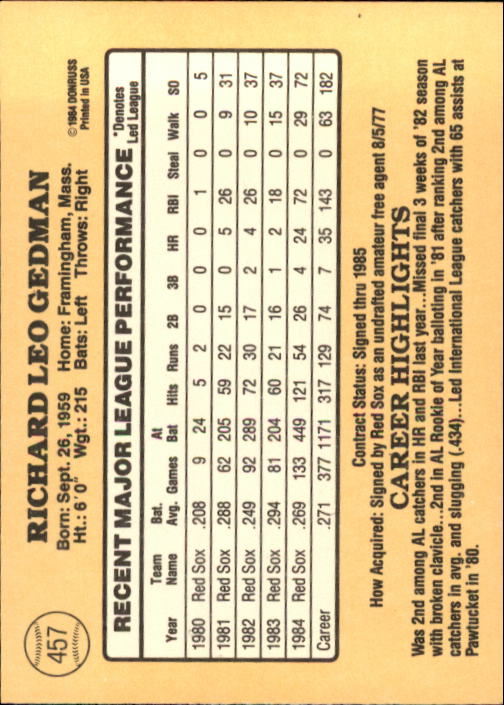 457
RICHARD LEO GEDMAN
Born: Sept. 26, 1959 Home: Framingham, Mass.
Ht.: 6'0" Wgt.: 215 Bats: Left Throws: Right
©1984 DONRUSS
Printed in USA
RECENT MAJOR LEAGUE PERFORMANCE
*Denotes
Led League
Year Team Name Bat. Avg. Games At Bat Hits Runs 2B 3B HR RBI Steal Walk SO
1980 Red Sox .208 9 24 5 2 0 0 0 1 0 0 5
1981 Red Sox .288 62 205 59 22 15 0 5 26 0 9 31
1982 Red Sox .249 92 289 72 30 17 2 4 26 0 10 37
1983 Red Sox .294 81 204 60 21 16 1 2 18 0 15 37
1984 Red Sox .269 133 449 121 54 26 4 24 72 0 29 72
Career .271 377 1171 317 129 74 7 35 143 0 63 182
Contract Status: Signed thru 1985
How Acquired: Signed by Red Sox as an undrafted amateur free agent 8/5/77
CAREER HIGHLIGHTS
Was 2nd among AL catchers in HR and RBI last year....Missed final 3 weeks of '82 season
with broken clavicle...2nd in AL Rookie of Year balloting in '81 after ranking 2nd among AL
catchers in avg. and slugging (.434)...Led International League catchers with 65 assists at
Pawtucket in '80.